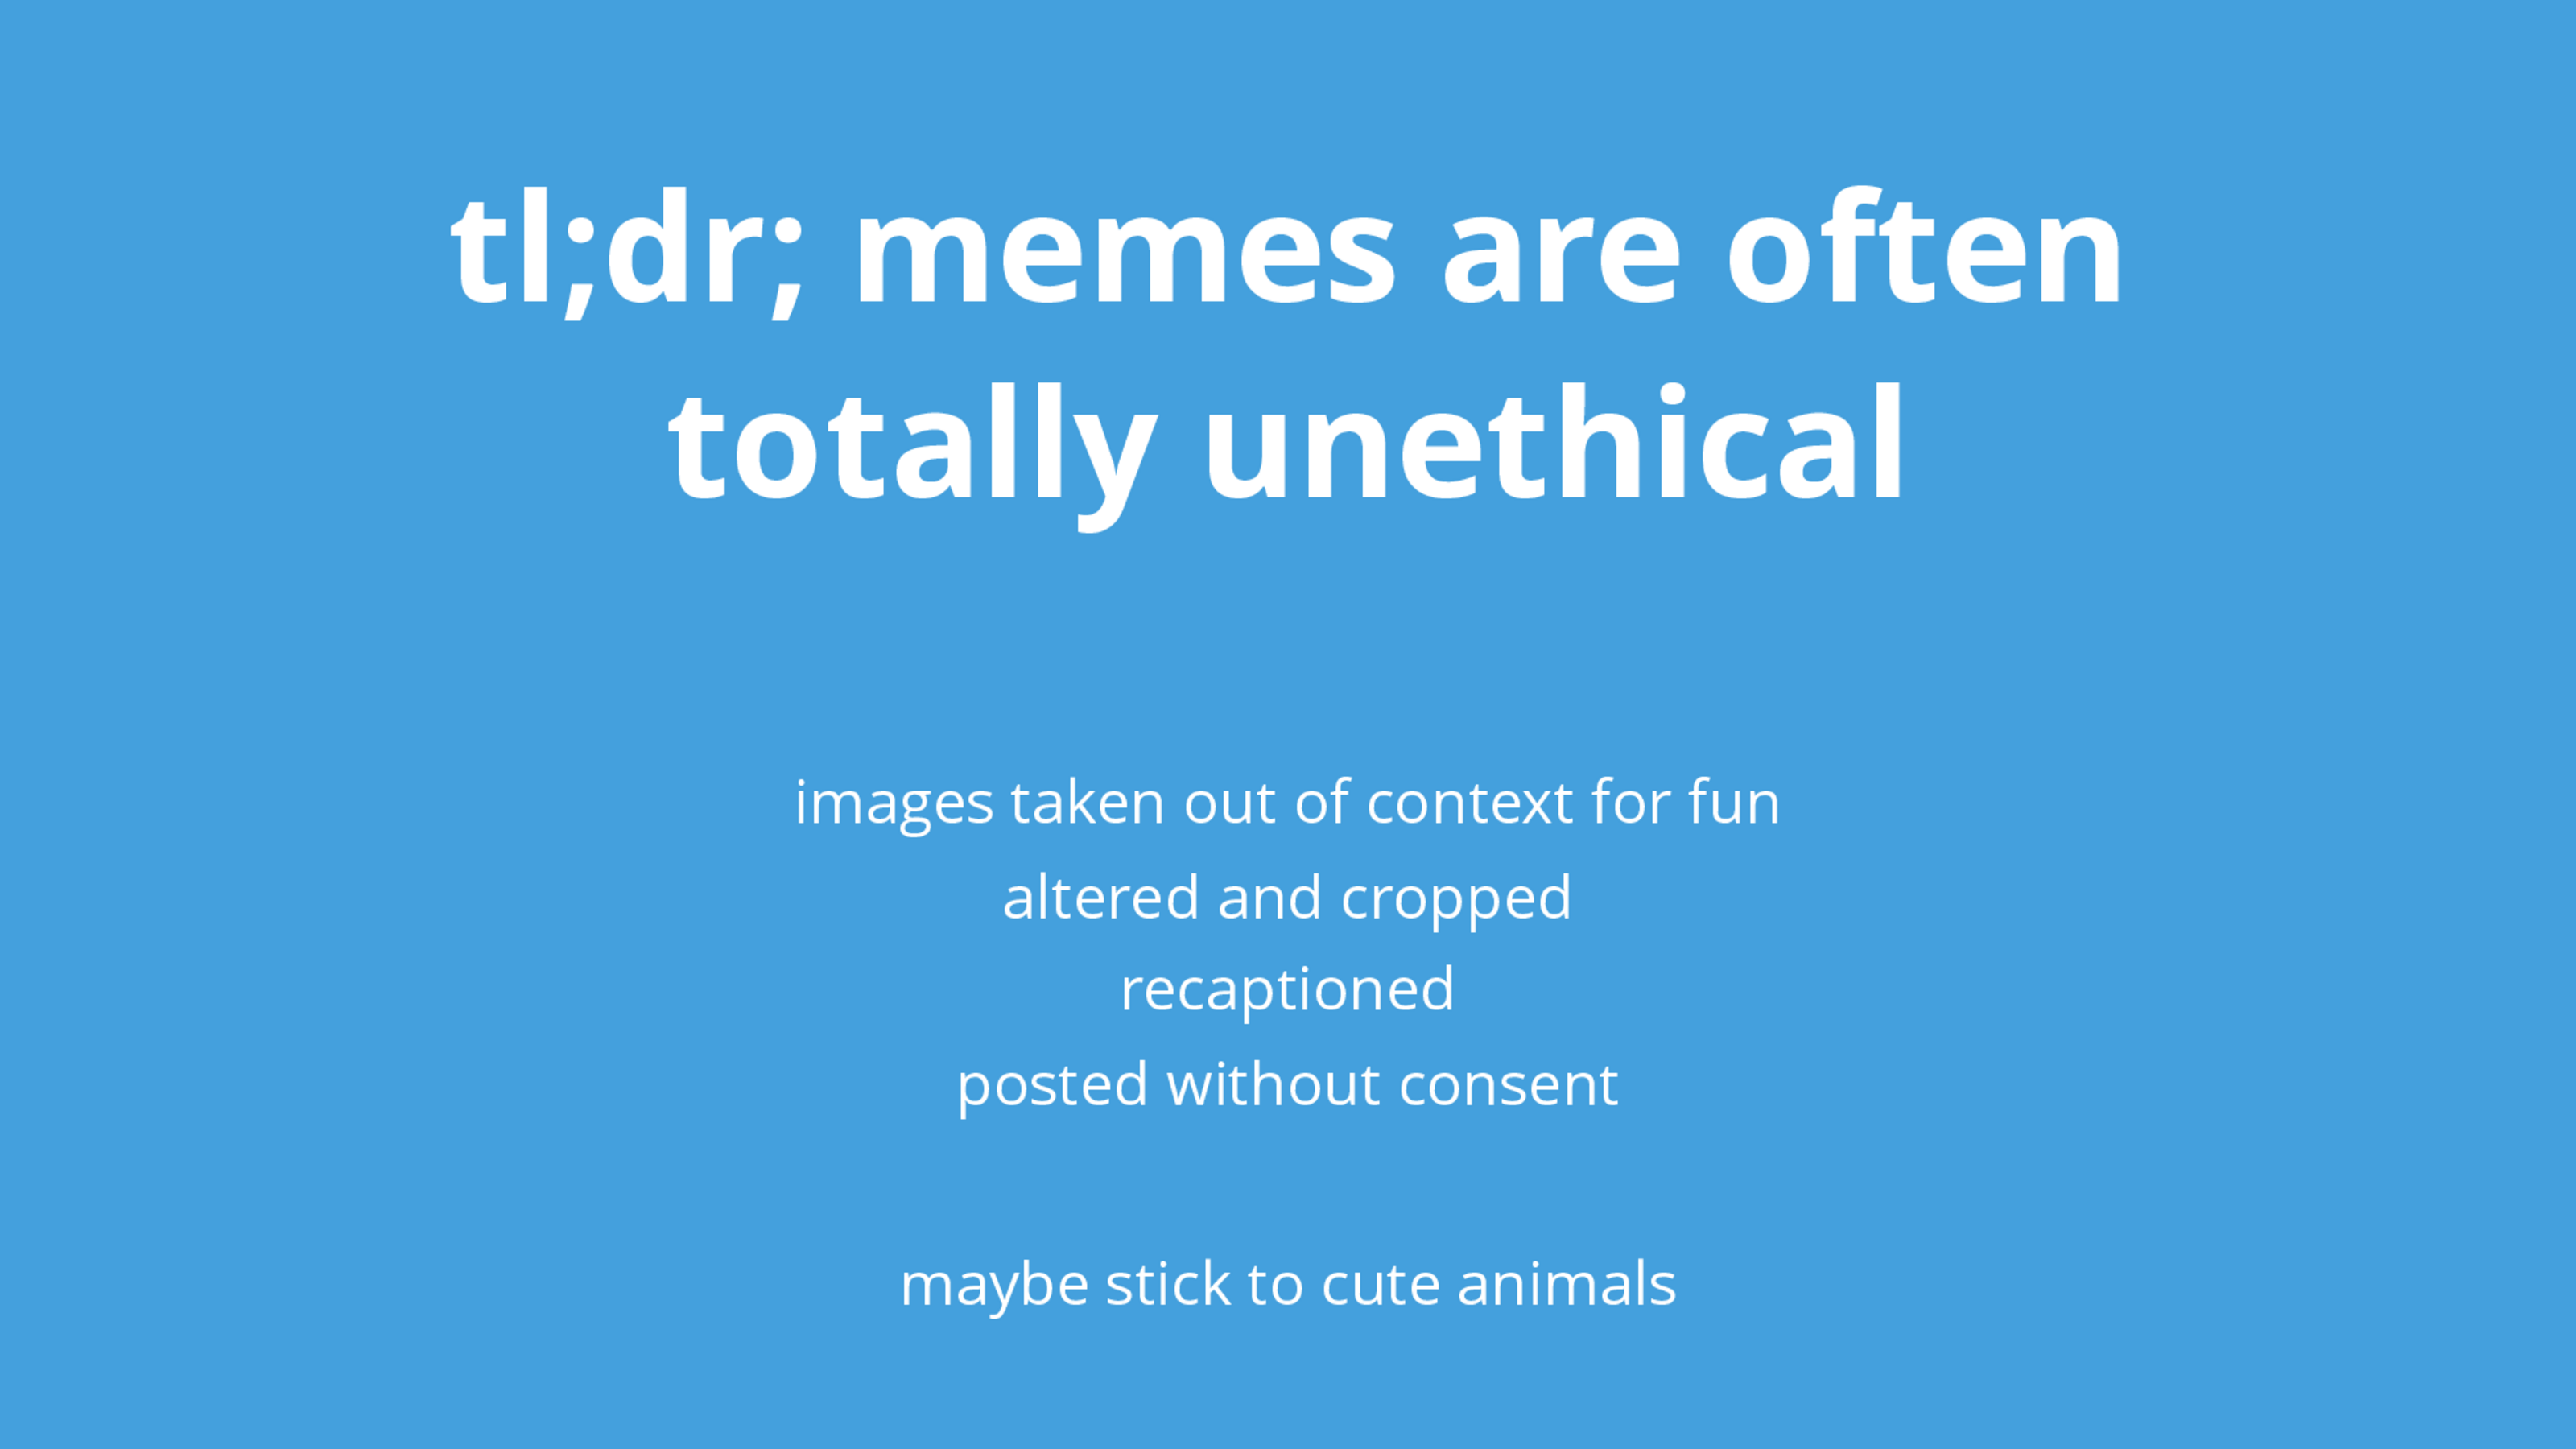 tl;dr; memes are often
totally unethical
images taken out of context for fun
altered and cropped
recaptioned
posted without consent
maybe stick to cute animals